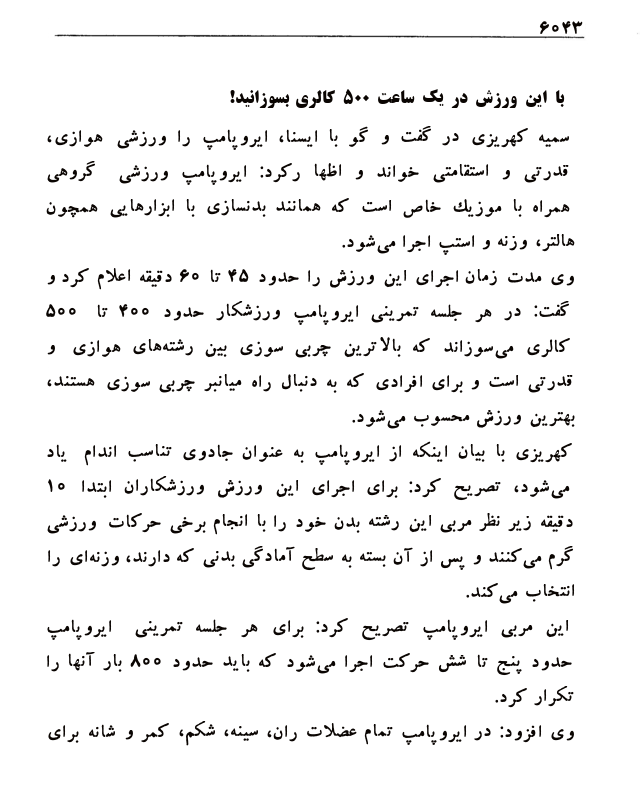 ۶۰۴۳
با این ورزش در یک ساعت ۵۰۰ کالری بسوزانید!
سمیه کهریزی در گفت و گو با ایسنا، ایروپامپ را ورزشی هوازی،
قدرتی و استقامتی خواند و اظها رکرد: ایروپامپ ورزشی گروهی
همراه با موزیك خاص است که همانند بدنسازی با ابزارهایی همچون
هالتر، وزنه و استپ اجرا می‌شود.
وی مدت زمان اجرای این ورزش را حدود ۴۵ تا ۶۰ دقیقه اعلام کرد و
گفت: در هر جلسه تمرینی ایروپامپ ورزشکار حدود ۴۰۰ تا ۵۰۰
کالری می‌سوزاند که بالاترین چربی سوزی بین رشته‌های هوازی و
قدرتی است و برای افرادی که به دنبال راه میانبر چربی سوزی هستند،
بهترین ورزش محسوب می‌شود.
کهریزی با بیان اینکه از ایروپامپ به عنوان جادوی تناسب اندام یاد
می‌شود، تصریح کرد: برای اجرای این ورزش ورزشکاران ابتدا ۱۰
دقیقه زیر نظر مربی این رشته بدن خود را با انجام برخی حرکات ورزشی
گرم می‌کنند و پس از آن بسته به سطح آمادگی بدنی که دارند، وزنه‌ای را
انتخاب می‌کند.
این مربی ایروپامپ تصریح کرد: برای هر جلسه تمرینی ایروپامپ
حدود پنج تا شش حرکت اجرا می‌شود که باید حدود ۸۰۰ بار آنها را
تکرار کرد.
وی افزود: در ایروپامپ تمام عضلات ران، سینه، شکم، کمر و شانه برای